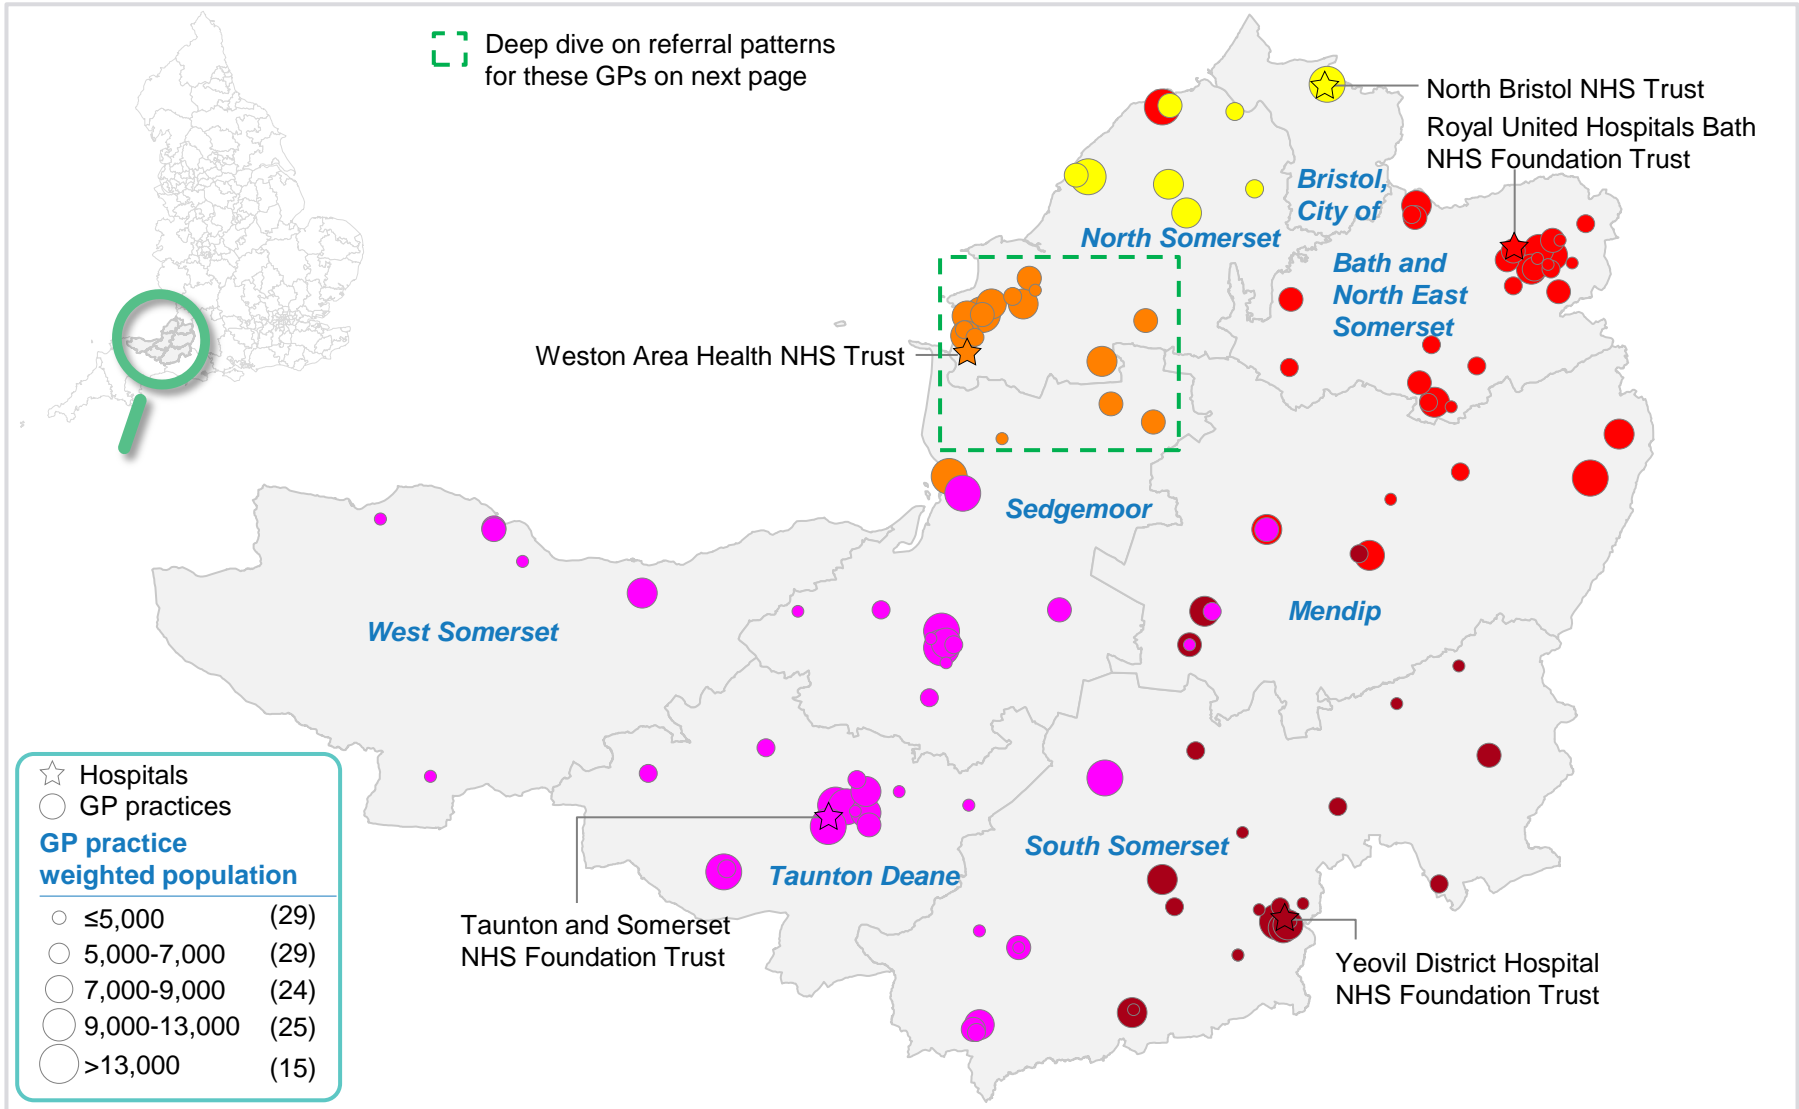 Deep dive on referral patterns
for these GPs on next page
North Bristol NHS Trust
Royal United Hospitals Bath
NHS Foundation Trust
Bristol,
City of
North Somerset
Bath and
North East
Somerset
Weston Area Health NHS Trust
Sedgemoor
West Somerset
Mendip
South Somerset
Taunton Deane
Taunton and Somerset
NHS Foundation Trust
Yeovil District Hospital
NHS Foundation Trust
Hospitals
GP practices
GP practice
weighted population
≤5,000 (29)
5,000-7,000 (29)
7,000-9,000 (24)
9,000-13,000 (25)
>13,000 (15)